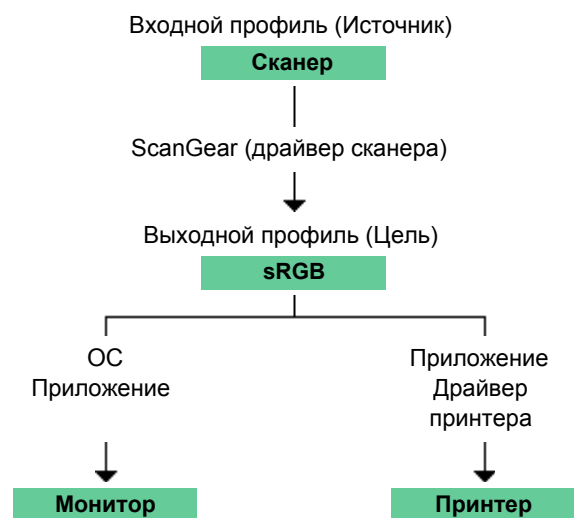 Входной профиль (Источник)
Сканер
ScanGear (драйвер сканера)
Выходной профиль (Цель)
sRGB
ОС
Приложение
Приложение
Драйвер
принтера
Монитор
Принтер